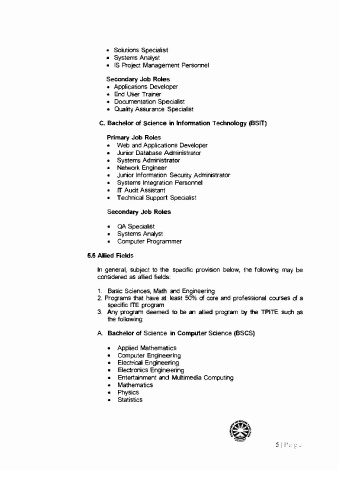 • Solutions Specialist
• Systems Analyst
• IS Project Management Personnel
Secondary Job Roles
• Applications Developer
• End User Trainer
• Documentation Specialist
• Quality Assurance Specialist
C. Bachelor of Science in Information Technology (BSIT)
Primary Job Roles
• Web and Applications Developer
• Junior Database Administrator
• Systems Administrator
• Network Engineer
• Junior Information Security Administrator
• Systems Integration Personnel
• IT Audit Assistant
• Technical Support Specialist
Secondary Job Roles
• QA Specialist
• Systems Analyst
• Computer Programmer
5.5 Allied Fields
In general, subject to the specific provision below, the following may be
considered as allied fields:
1. Basic Sciences, Math and Engineering
2. Programs that have at least 50% of core and professional courses of a
specific ITE program
3. Any program deemed to be an allied program by the TPITE such as
the following:
A. Bachelor of Science in Computer Science (BSCS)
• Applied Mathematics
• Computer Engineering
• Electrical Engineering
• Electronics Engineering
• Entertainment and Multimedia Computing
• Mathematics
• Physics
• Statistics
5 | Page